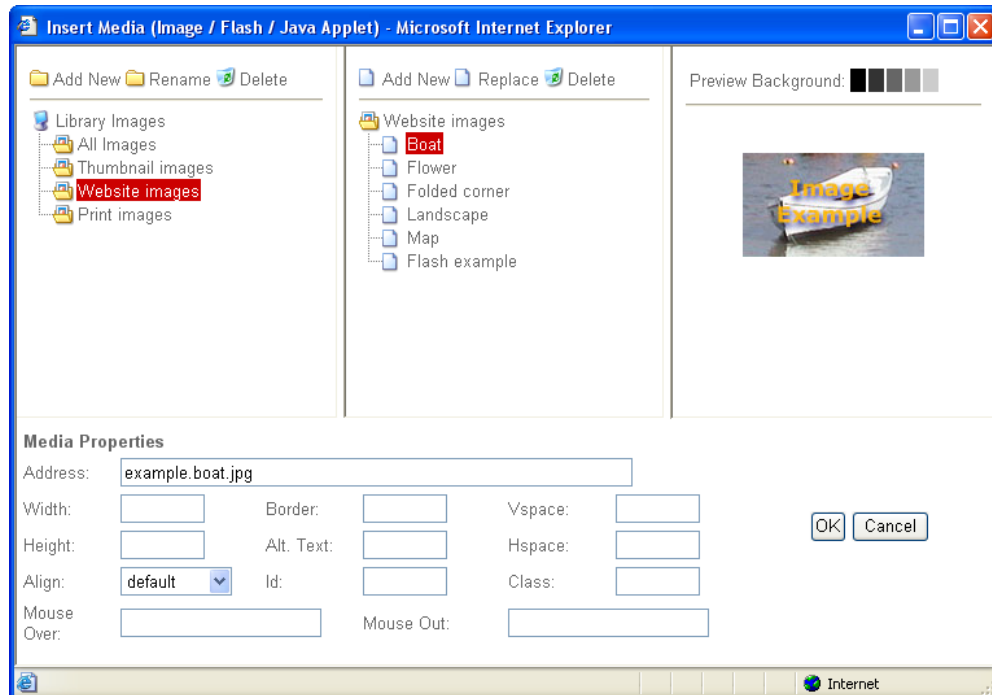 Insert Media (Image / Flash / Java Applet) - Microsoft Internet Explorer
Add New Rename Delete
Library Images
All Images
Thumbnail images
Website images
Print images
Add New Replace Delete
Website images
Boat
Flower
Folded corner
Landscape
Map
Flash example
Preview Background:
Image
Example
Media Properties
Address: example.boat.jpg
Width: Border: Vspace:
OK Cancel
Height: Alt. Text: Hspace:
Align: default Id: Class:
Mouse
Over: Mouse Out:
Internet